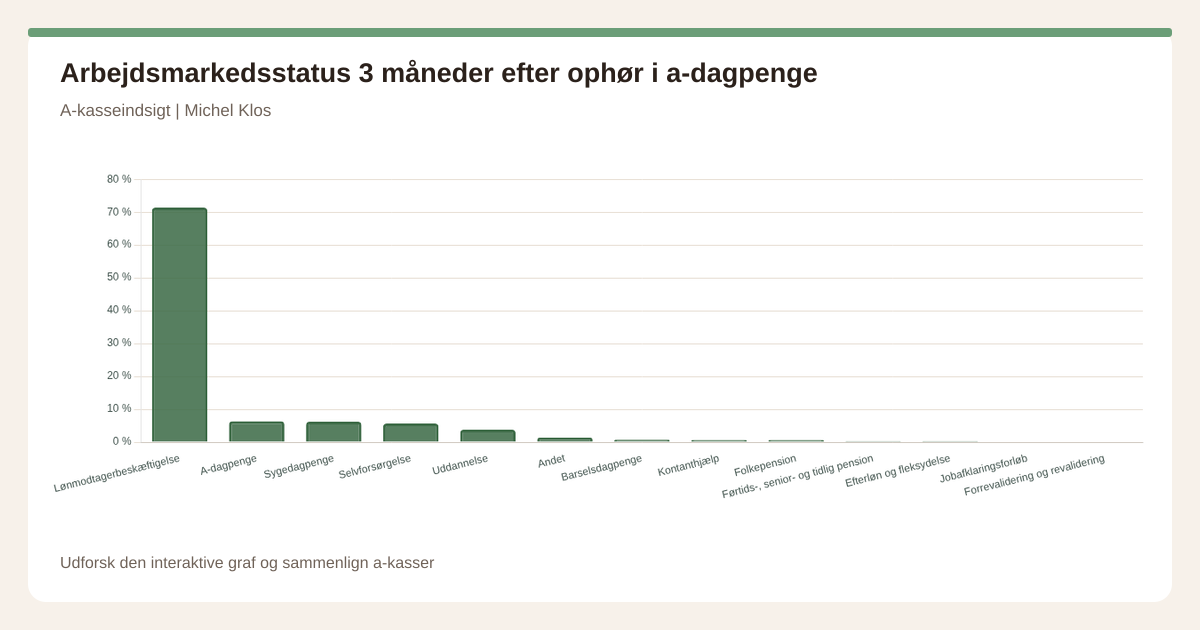 Arbejdsmarkedsstatus 3 måneder efter ophør i a-dagpenge
A-kasseindsigt | Michel Klos
80 %
70 %
60 %
50 %
40 %
30 %
20 %
10 %
0 %
Lønmodtagerbeskæftigelse
A-dagpenge
Sygedagpenge
Selvforsørgelse
Uddannelse
Andet
Barselsdagpenge
Kontanthjælp
Folkepension
Førtids-, senior- og tidlig pension
Efterløn og fleksydelse
Jobafklaringsforløb
Forrevalidering og revalidering
Udforsk den interaktive graf og sammenlign a-kasser